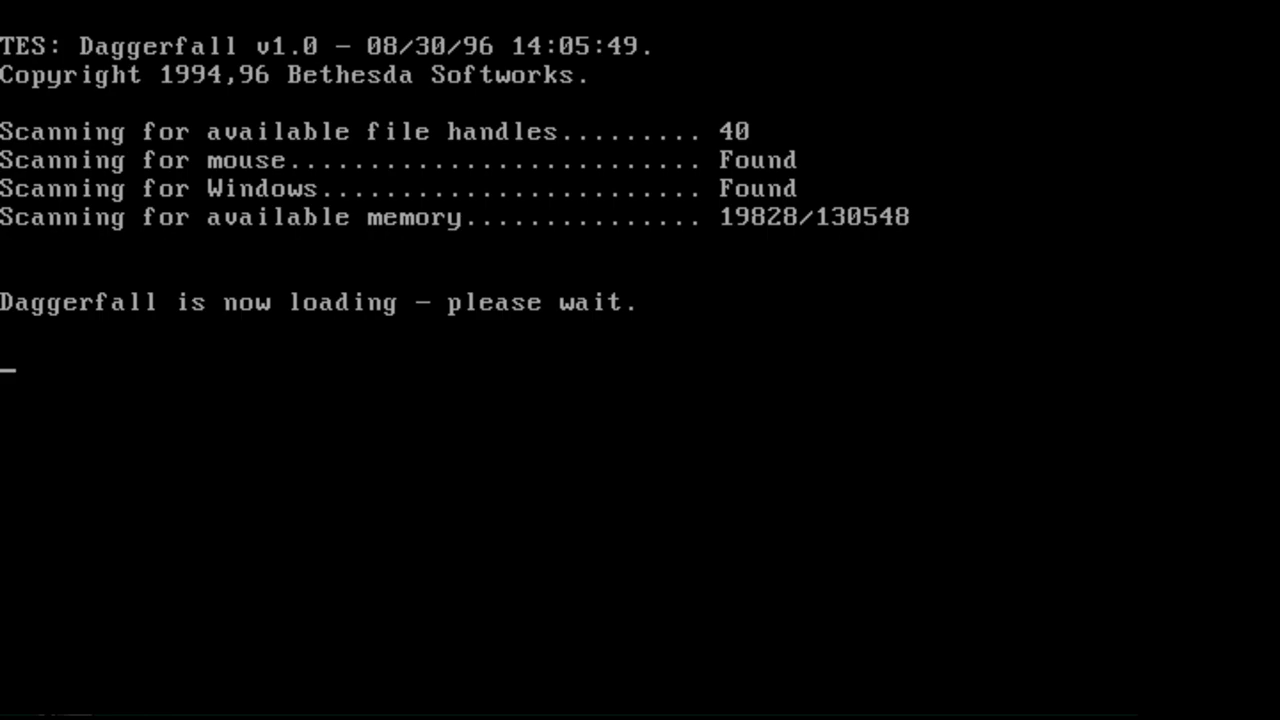 TES: Daggerfall v1.0 - 08/30/96 14:05:49.
Copyright 1994,96 Bethesda Softworks.
Scanning for available file handles......... 40
Scanning for mouse.......................... Found
Scanning for Windows........................ Found
Scanning for available memory............... 19828/130548
Daggerfall is now loading - please wait.
_